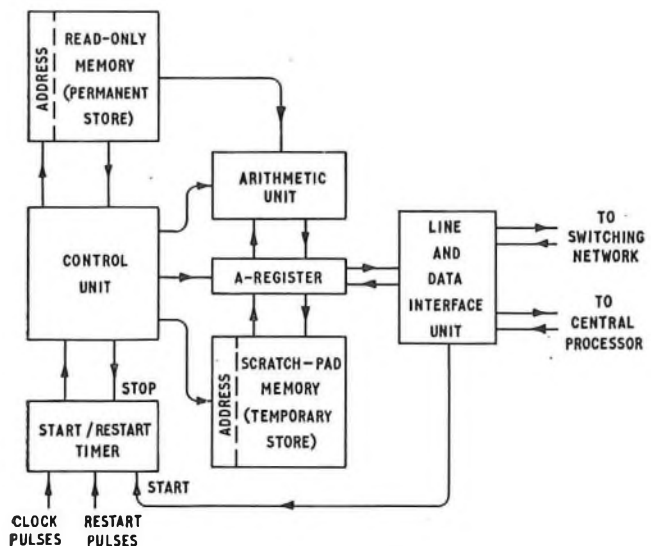 ADDRESS
READ-ONLY
MEMORY
(PERMANENT
STORE)
ARITHMETIC
UNIT
CONTROL
UNIT
A-REGISTER
LINE
AND
DATA
INTERFACE
UNIT
TO
SWITCHING
NETWORK
TO
CENTRAL
PROCESSOR
ADDRESS
SCRATCH-PAD
MEMORY
(TEMPORARY
STORE)
STOP
START/RESTART
TIMER
START
CLOCK
PULSES
RESTART
PULSES